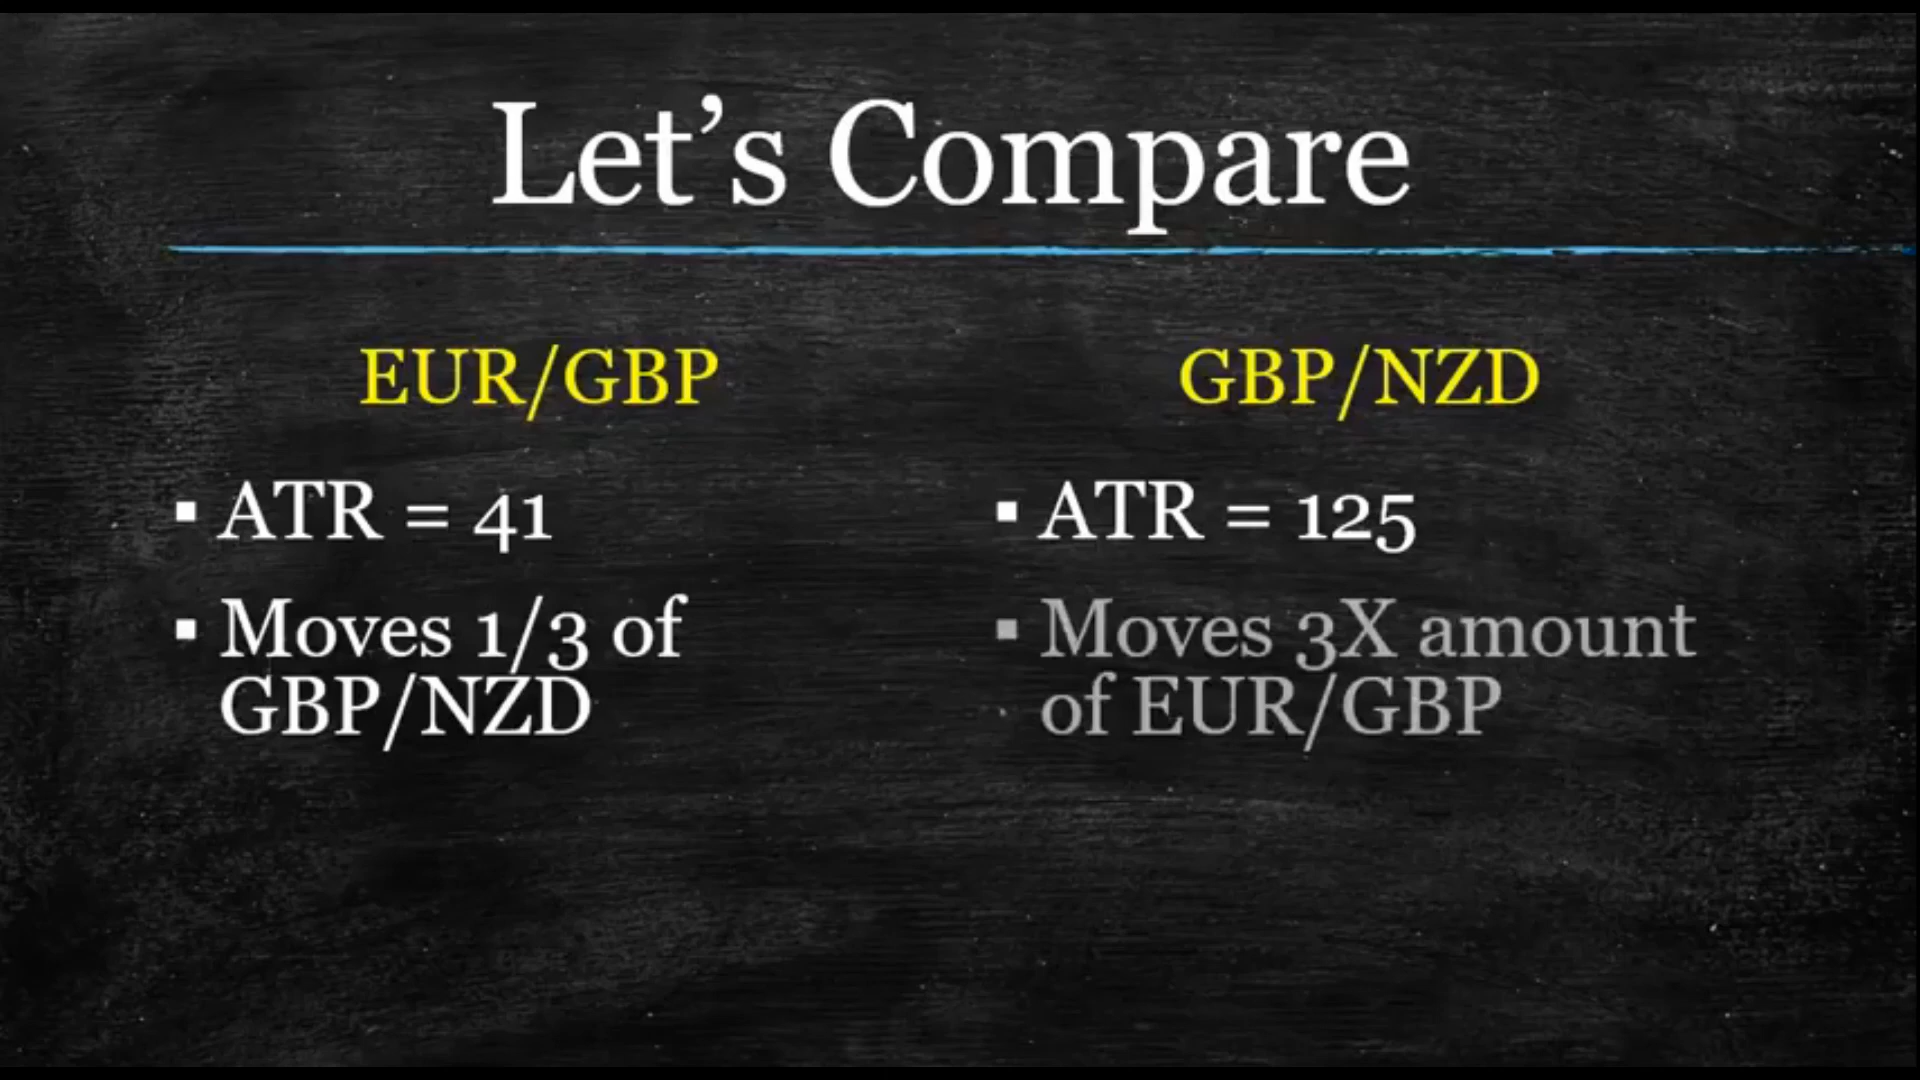 Let’s Compare
EUR/GBP
▪ ATR = 41
▪ Moves 1/3 of
GBP/NZD
GBP/NZD
▪ ATR = 125
▪ Moves 3X amount
of EUR/GBP